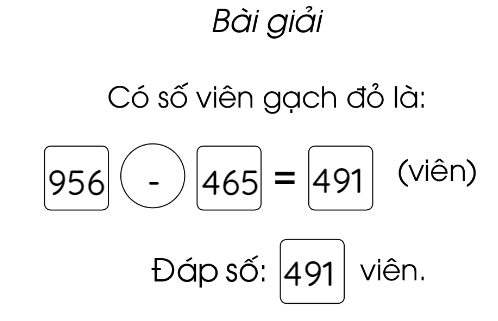 Bài giải
Có số viên gạch đỏ là:
956 - 465 = 491 (viên)
Đáp số: 491 viên.